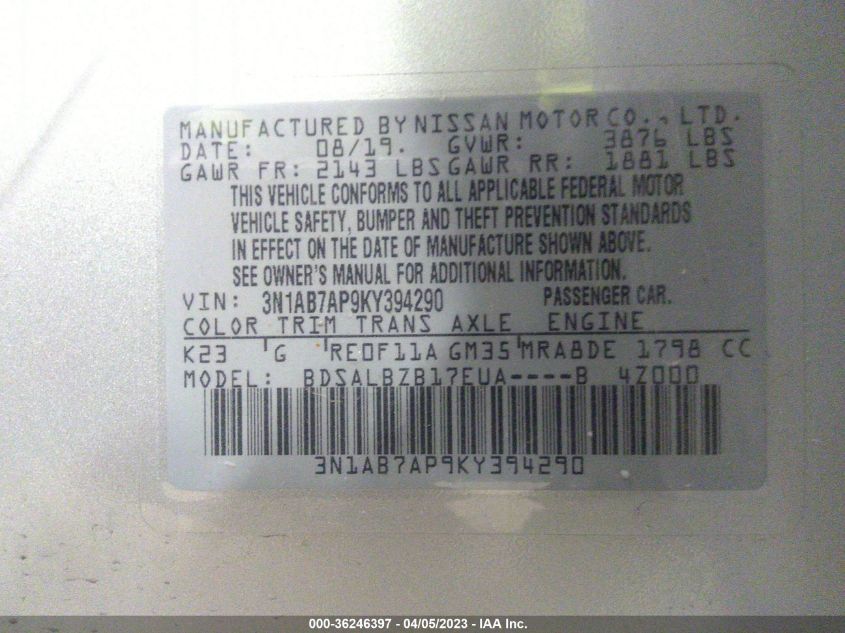 MANUFACTURED BY NISSAN MOTOR CO., LTD.
DATE: 08/19. GVWR: 3876 LBS
GAWR FR: 2143 LBS GAWR RR: 1881 LBS
THIS VEHICLE CONFORMS TO ALL APPLICABLE FEDERAL MOTOR
VEHICLE SAFETY, BUMPER AND THEFT PREVENTION STANDARDS
IN EFFECT ON THE DATE OF MANUFACTURE SHOWN ABOVE.
SEE OWNER'S MANUAL FOR ADDITIONAL INFORMATION.
VIN: 3N1AB7AP9KY394290 PASSENGER CAR.
COLOR TRIM TRANS AXLE ENGINE
K23 'G 'RE0F11A GM35 'MRA8DE 1798 CC
MODEL: BDSALBZB17EUA----B 4Z000
3N1AB7AP9KY394290
000-36246397 - 04/05/2023 - IAA Inc.